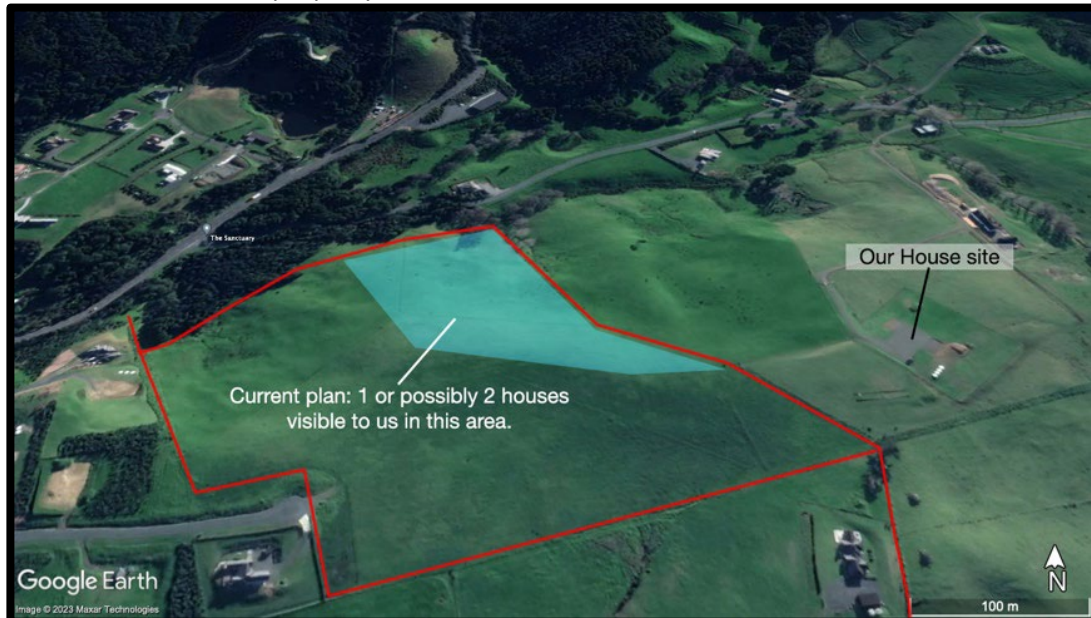 The Sanctuary
Our House site
Current plan: 1 or possibly 2 houses
visible to us in this area.
Google Earth
Image © 2023 Maxar Technologies
N
100 m